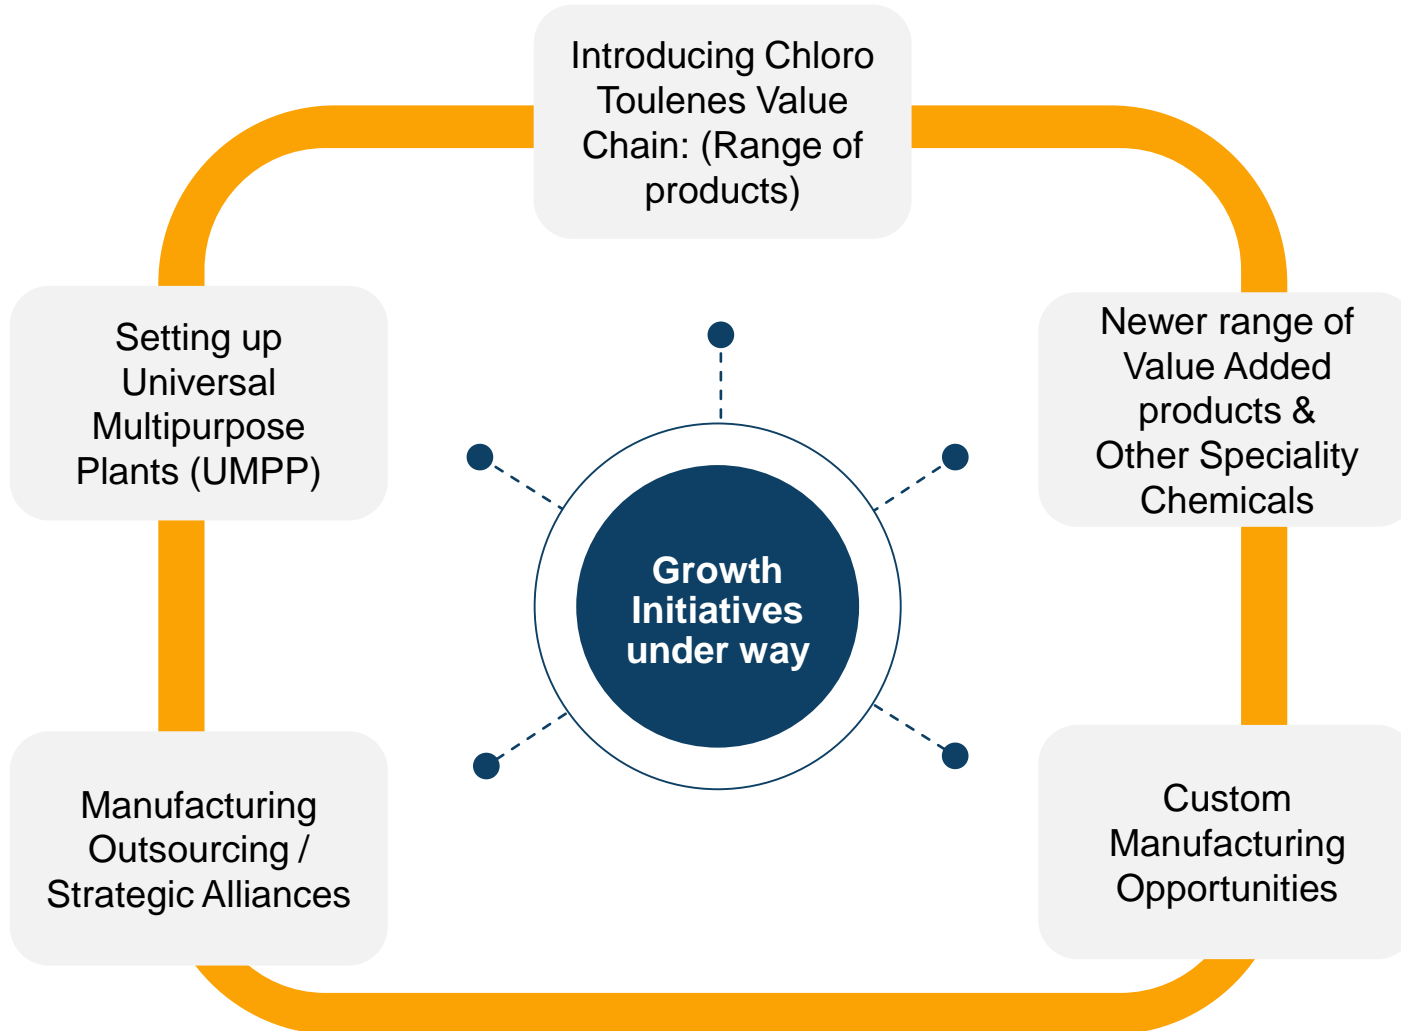 Introducing Chloro
Toulenes Value
Chain: (Range of
products)
Setting up
Universal
Multipurpose
Plants (UMPP)
Newer range of
Value Added
products &
Other Speciality
Chemicals
Growth
Initiatives
under way
Manufacturing
Outsourcing /
Strategic Alliances
Custom
Manufacturing
Opportunities